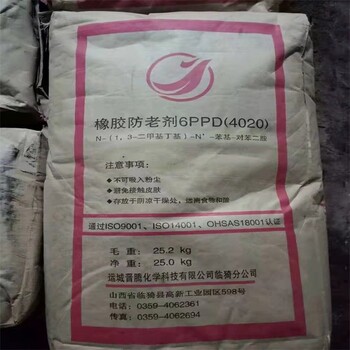 橡胶防老剂6PPD(4020)
N-(1，3-二甲基丁基)-N'-苯基-对苯二胺
注意事项：
•不可吸入粉尘
•避免接触皮肤
•存放于阴凉干燥处，远离食物和源
通过ISO9001、ISO14001、OHSAS18001认证
毛 重： 25.2 kg
净 重： 25.0 kg
运城晋腾化学科技有限公司临猗分公司
山西省临猗县高新工业园区598号
电话：0359-4062361
传真：0359-4062694